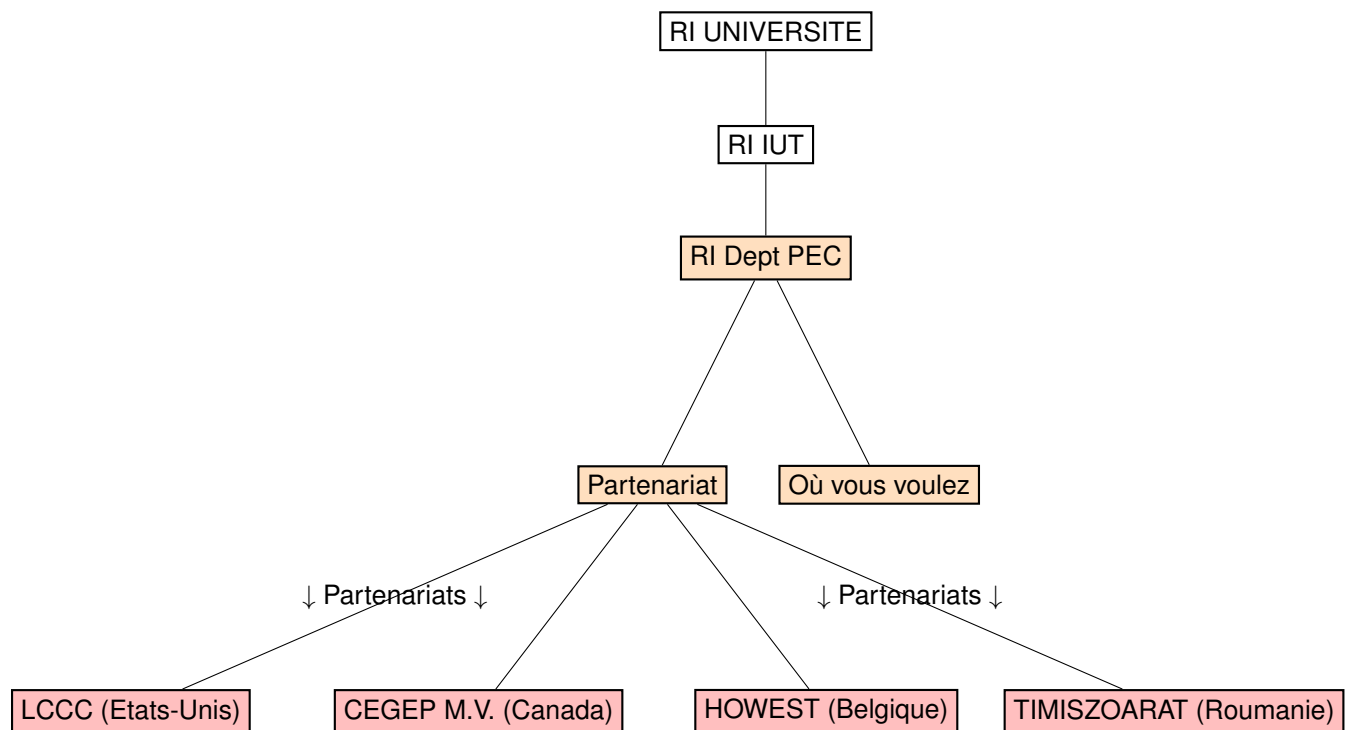 RI UNIVERSITE
RI IUT
RI Dept PEC
Partenariat
Où vous voulez
↓ Partenariats ↓
↓ Partenariats ↓
LCCC (Etats-Unis)
CEGEP M.V. (Canada)
HOWEST (Belgique)
TIMISZOARAT (Roumanie)